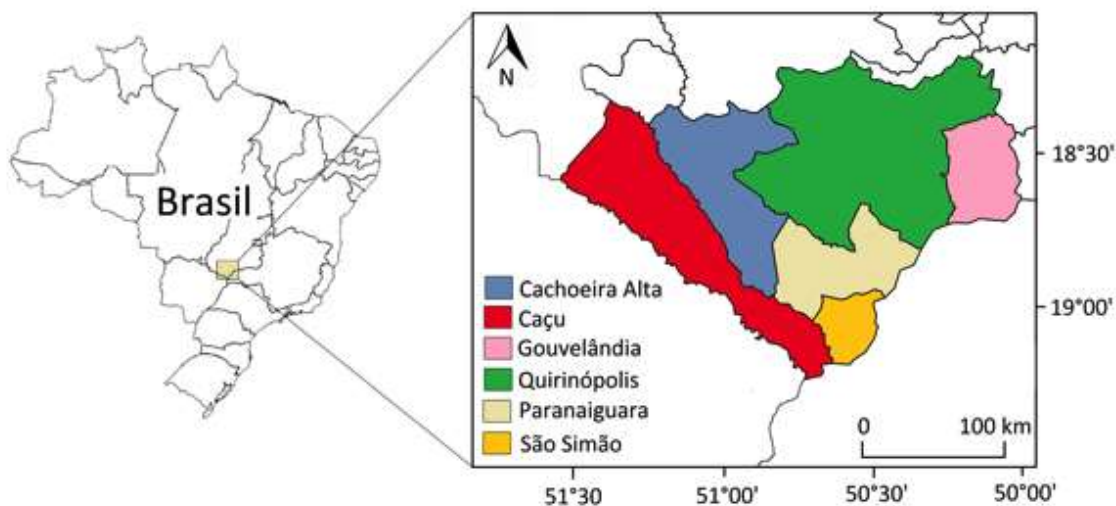 Brasil
N
Cachoeira Alta
Caçu
Gouvelândia
Quirinópolis
Paranaiguara
São Simão
0 100 km
18°30'
19°00'
51°30 51°00' 50°30' 50°00'